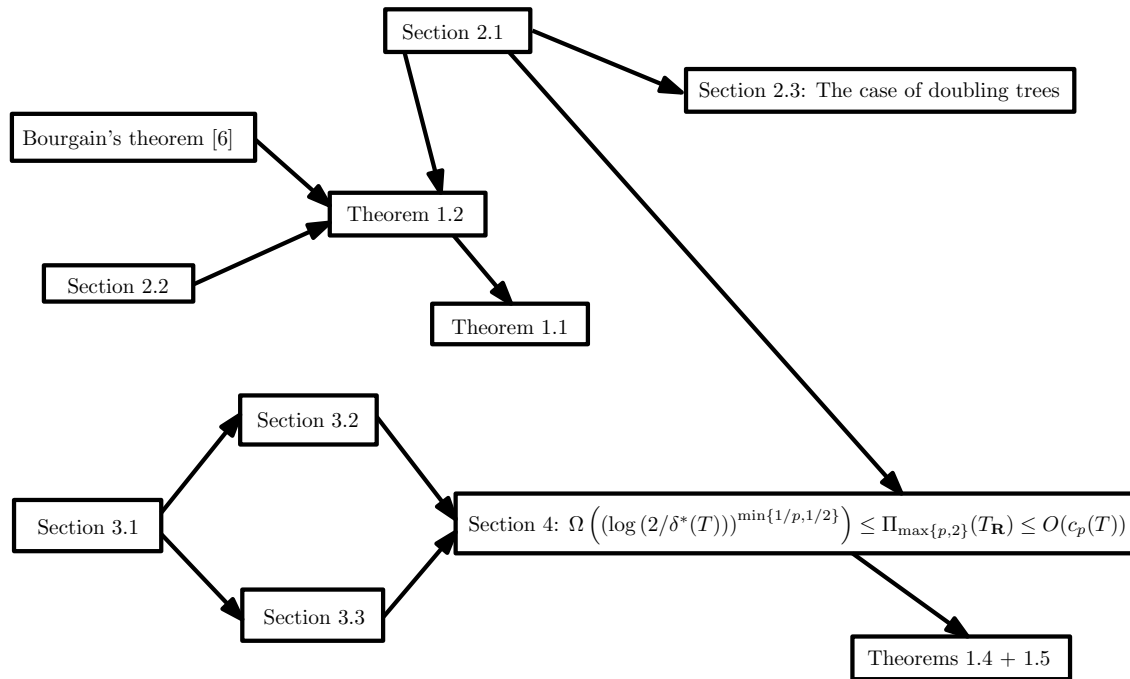 Section 2.1
Section 2.3: The case of doubling trees
Bourgain's theorem [6]
Theorem 1.2
Section 2.2
Theorem 1.1
Section 3.2
Section 3.1
Section 4: Ω((log (2/δ*(T)))^{min{1/p,1/2}}) ≤ Π_{max{p,2}}(T_𝐑) ≤ O(c_p(T))
Section 3.3
Theorems 1.4 + 1.5